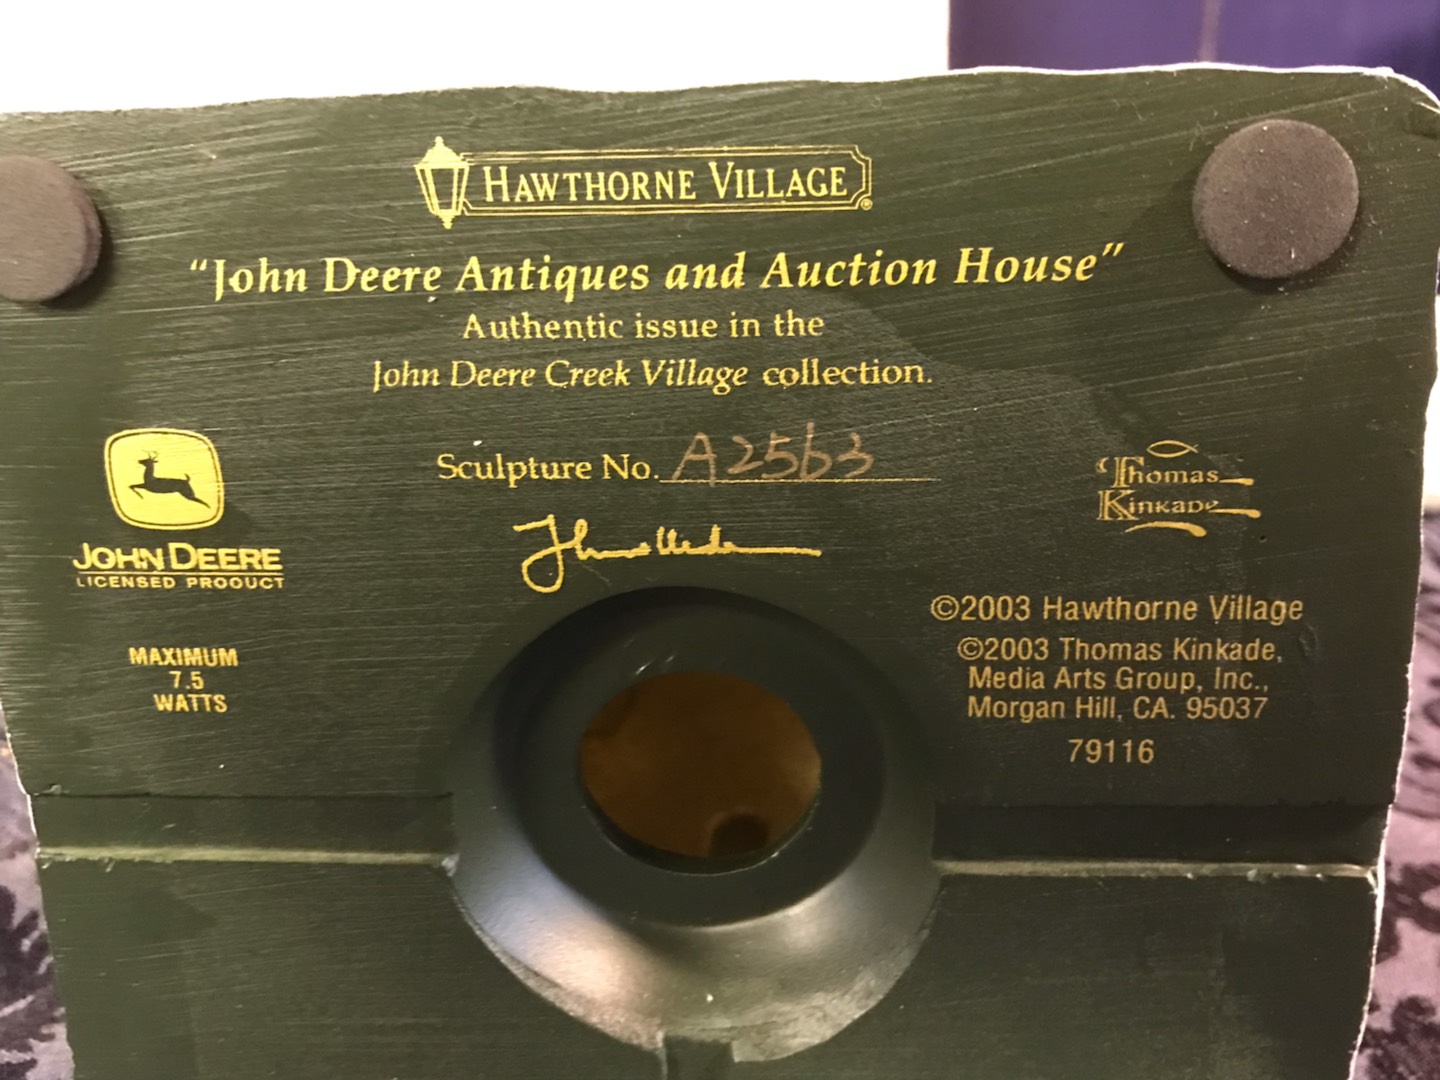 HAWTHORNE VILLAGE®
“John Deere Antiques and Auction House”
Authentic issue in the
John Deere Creek Village collection.
Sculpture No. A2563
JOHN DEERE
LICENSED PRODUCT
Thomas
Kinkade
MAXIMUM
7.5
WATTS
©2003 Hawthorne Village
©2003 Thomas Kinkade,
Media Arts Group, Inc.,
Morgan Hill, CA. 95037
79116